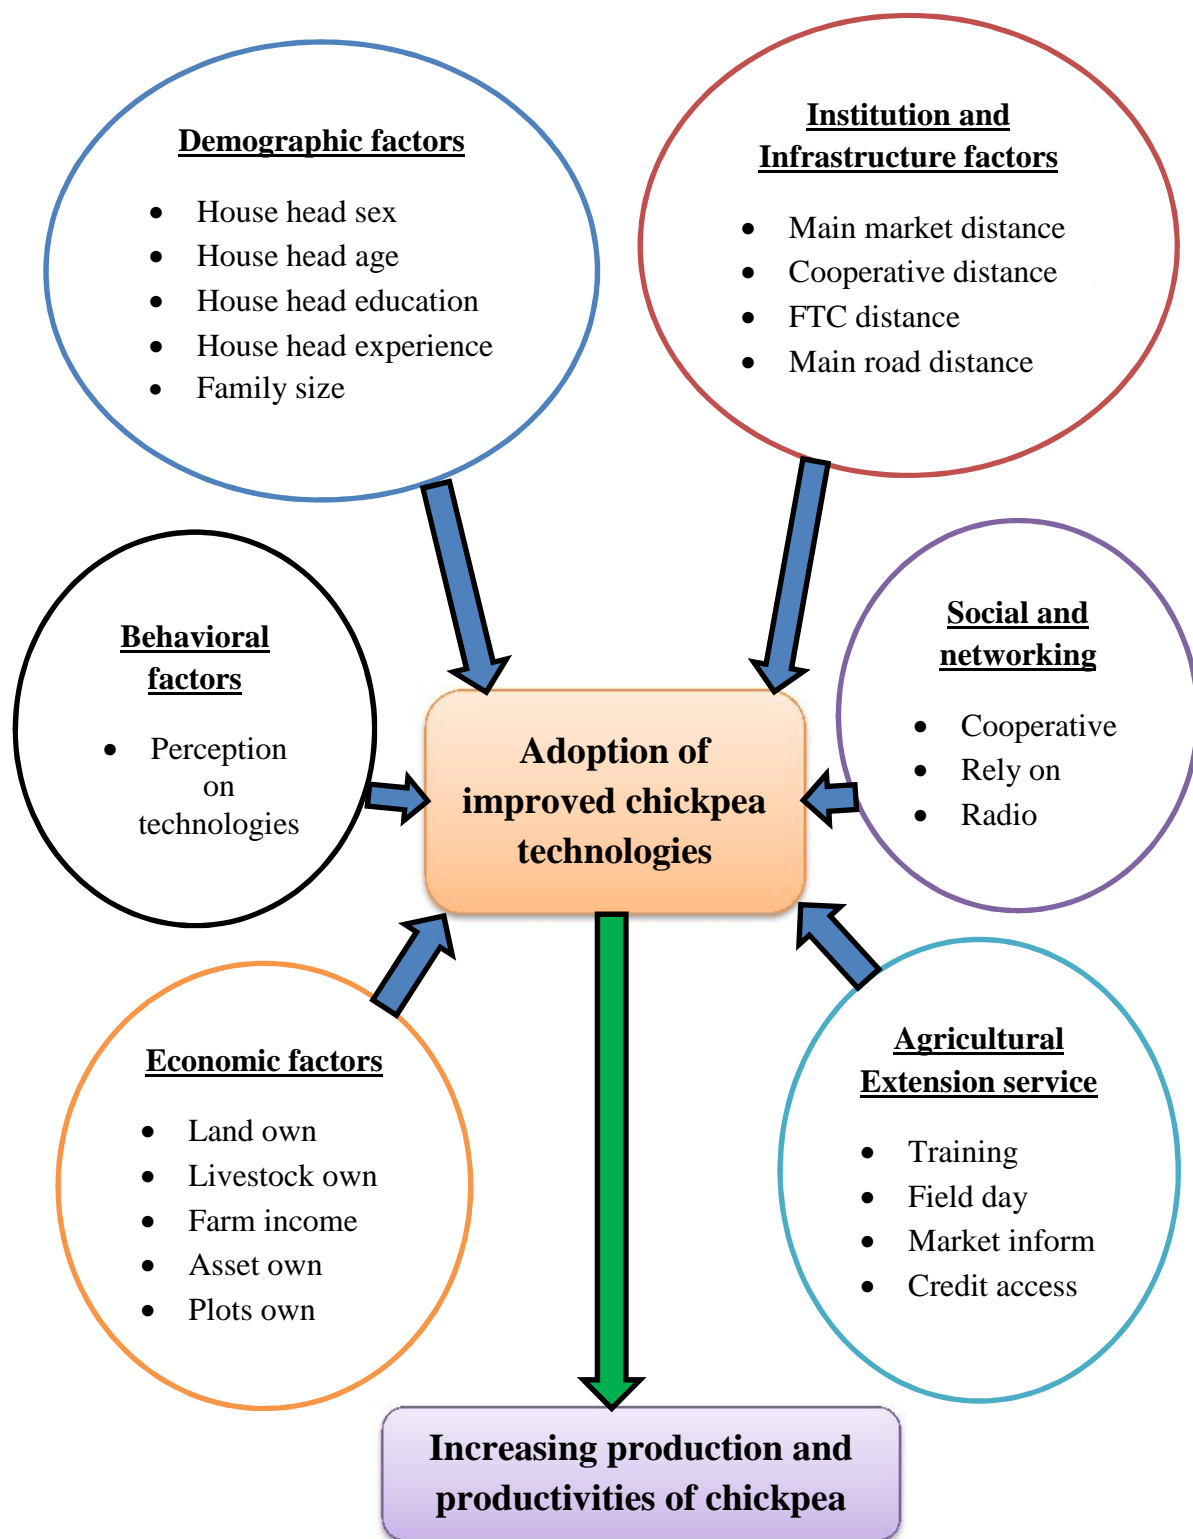 Demographic factors
• House head sex
• House head age
• House head education
• House head experience
• Family size
Institution and
Infrastructure factors
• Main market distance
• Cooperative distance
• FTC distance
• Main road distance
Behavioral
factors
• Perception
on
technologies
Adoption of
improved chickpea
technologies
Social and
networking
• Cooperative
• Rely on
• Radio
Economic factors
• Land own
• Livestock own
• Farm income
• Asset own
• Plots own
Agricultural
Extension service
• Training
• Field day
• Market inform
• Credit access
Increasing production and
productivities of chickpea